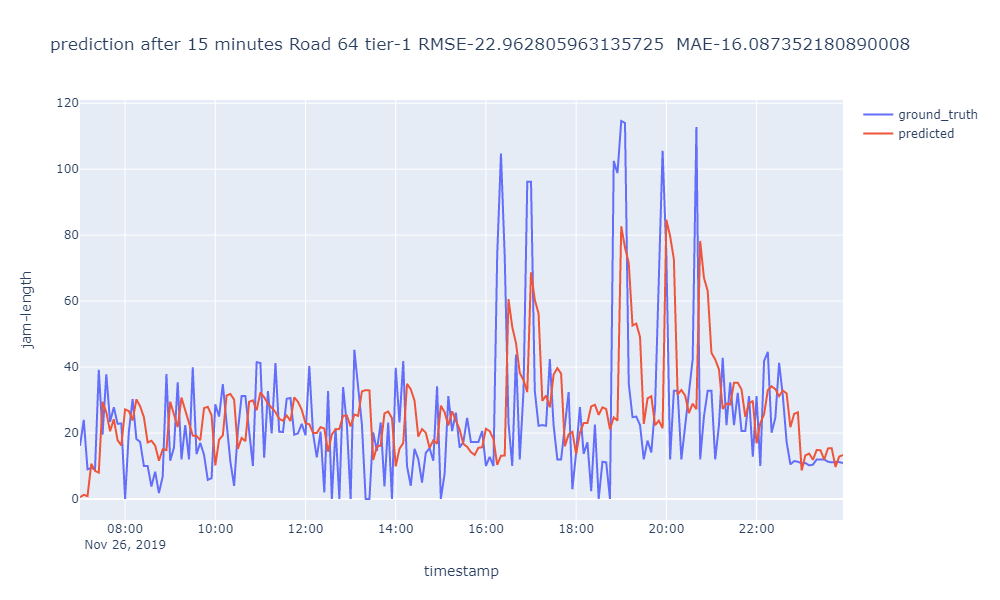 prediction after 15 minutes Road 64 tier-1 RMSE-22.962805963135725  MAE-16.087352180890008
ground_truth
predicted
120
100
80
60
40
20
0
jam-length
08:00 10:00 12:00 14:00 16:00 18:00 20:00 22:00
Nov 26, 2019
timestamp